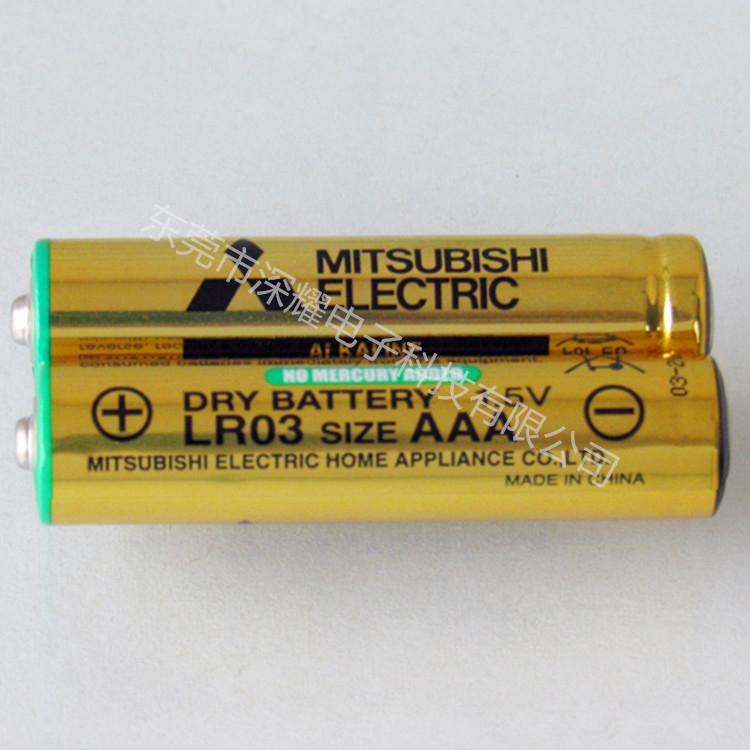 MITSUBISHI
ELECTRIC
ALKALINE
NO MERCURY ADDED
DRY BATTERY 1.5V
LR03 SIZE AAA
MITSUBISHI ELECTRIC HOME APPLIANCE CO.,LTD.
MADE IN CHINA
东莞市深耀电子科技有限公司